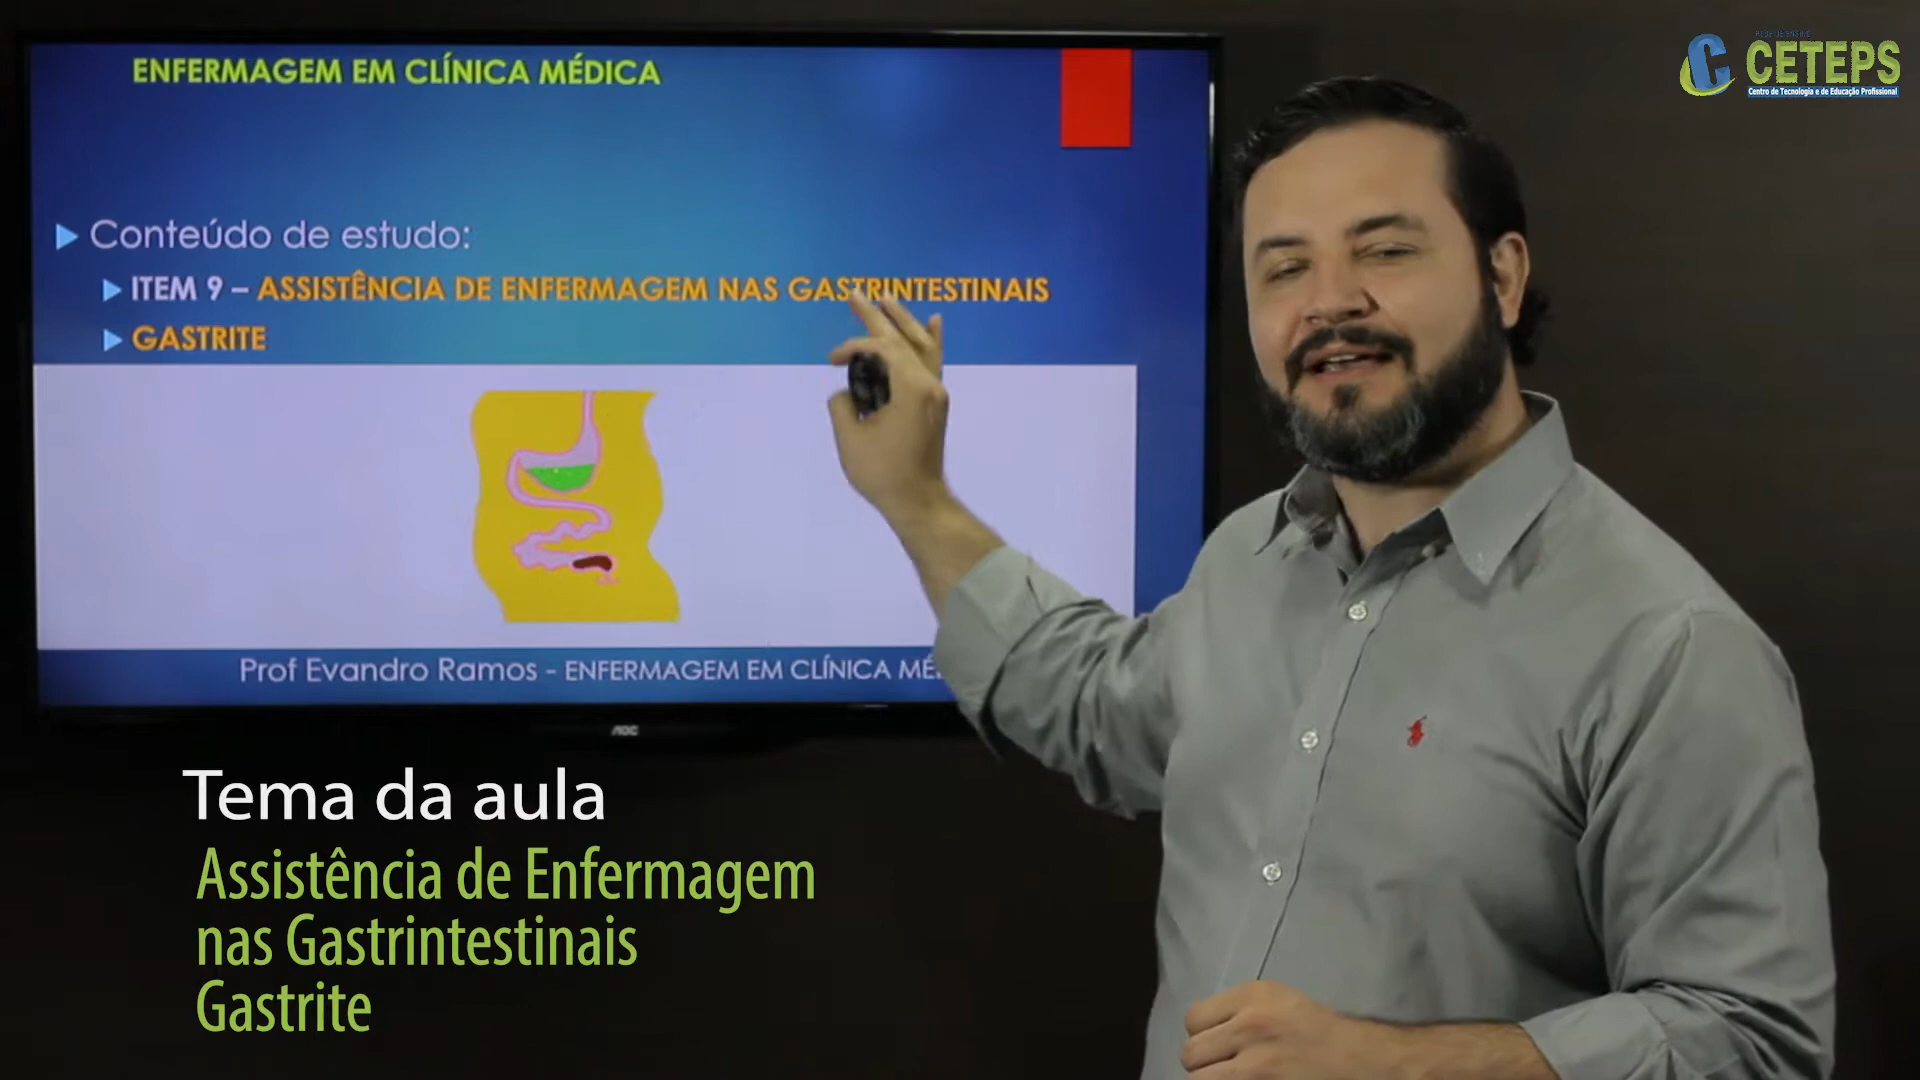 ENFERMAGEM EM CLÍNICA MÉDICA
CETEPS
Centro de Tecnologia e de Educação Profissional
Conteúdo de estudo:
ITEM 9 – ASSISTÊNCIA DE ENFERMAGEM NAS GASTRINTESTINAIS
GASTRITE
Prof Evandro Ramos - ENFERMAGEM EM CLÍNICA MÉ
AOC
Tema da aula
Assistência de Enfermagem
nas Gastrintestinais
Gastrite